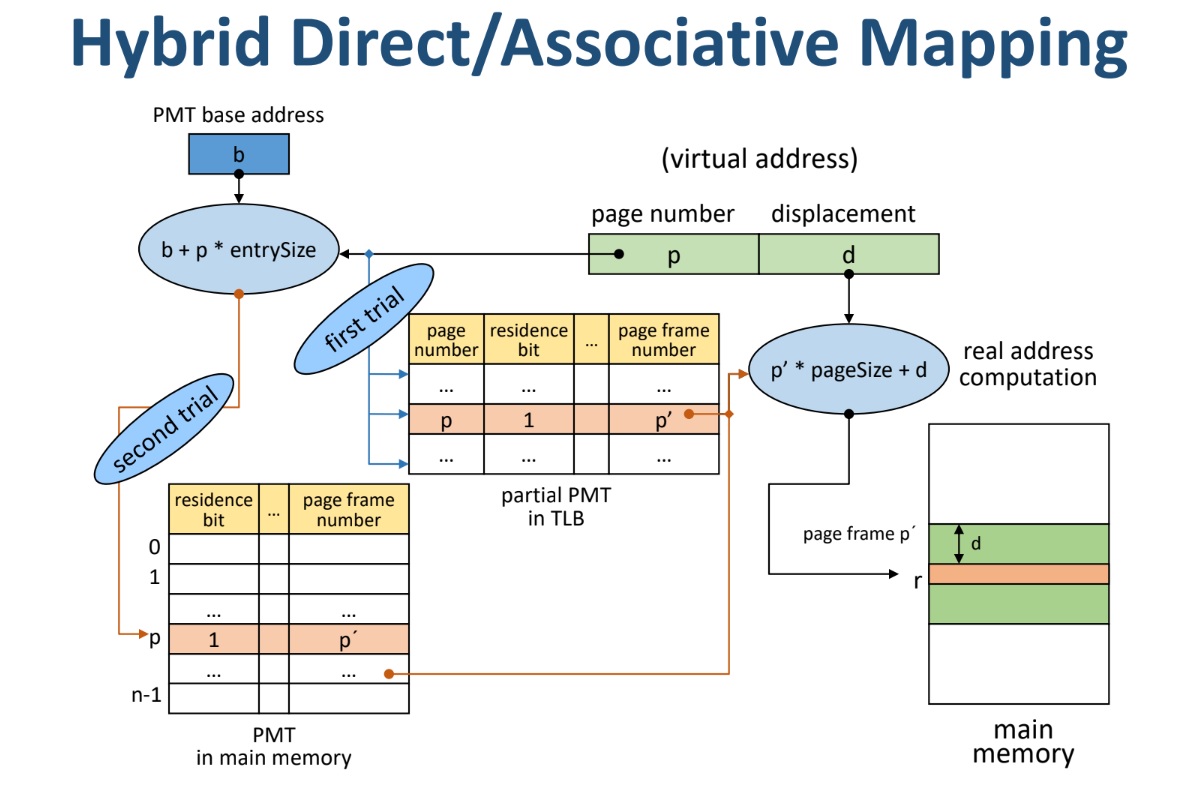 Hybrid Direct/Associative Mapping
PMT base address
b
(virtual address)
page number
displacement
b + p * entrySize
p
d
first trial
page number
residence bit
...
page frame number
...
...
...
p
1
p’
...
...
...
partial PMT
in TLB
p’ * pageSize + d
real address
computation
second trial
residence bit
...
page frame number
0
1
...
...
p
1
p´
...
...
n-1
PMT
in main memory
page frame p´
d
r
main
memory